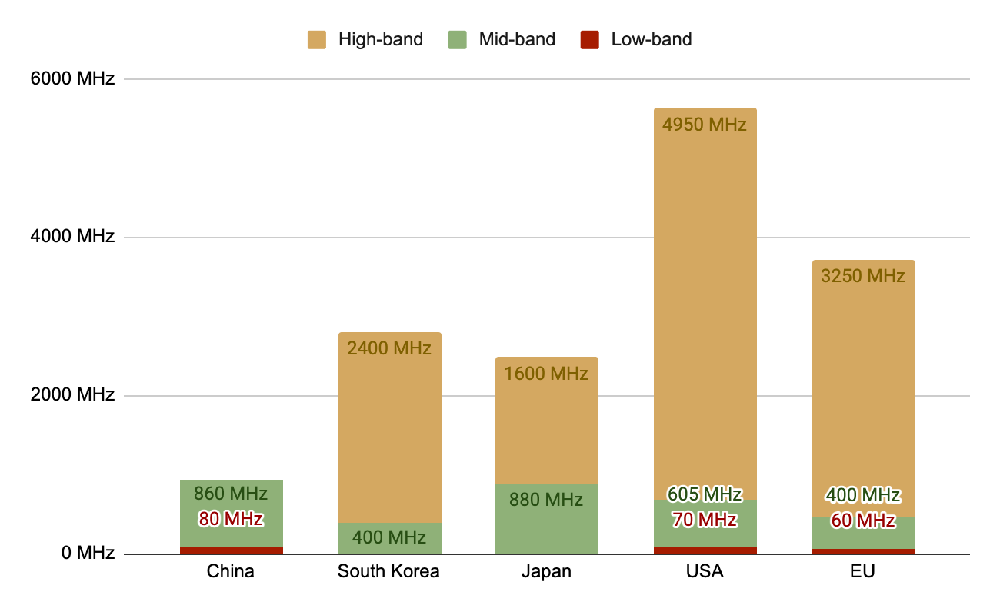 High-band Mid-band Low-band
6000 MHz
4950 MHz
4000 MHz
3250 MHz
2400 MHz
1600 MHz
2000 MHz
860 MHz
880 MHz
605 MHz
400 MHz
80 MHz
70 MHz
60 MHz
400 MHz
0 MHz
China South Korea Japan USA EU